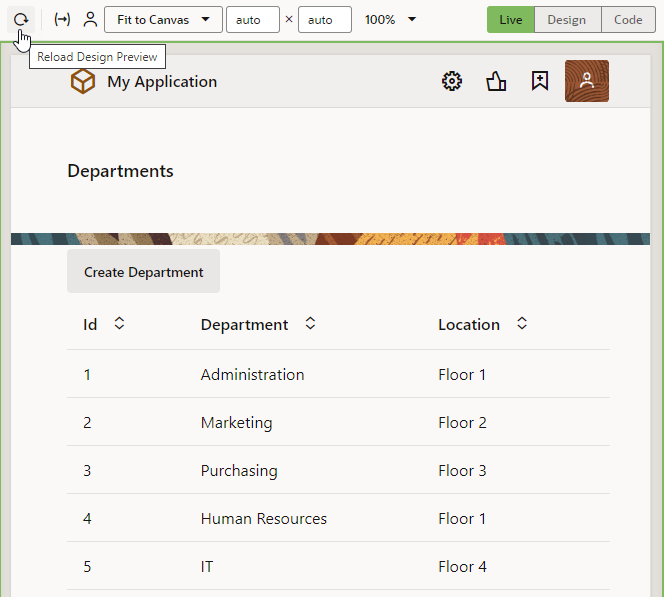 Fit to Canvas auto × auto 100% Live Design Code
Reload Design Preview
My Application
Departments
Create Department
Id Department Location
1 Administration Floor 1
2 Marketing Floor 2
3 Purchasing Floor 3
4 Human Resources Floor 1
5 IT Floor 4